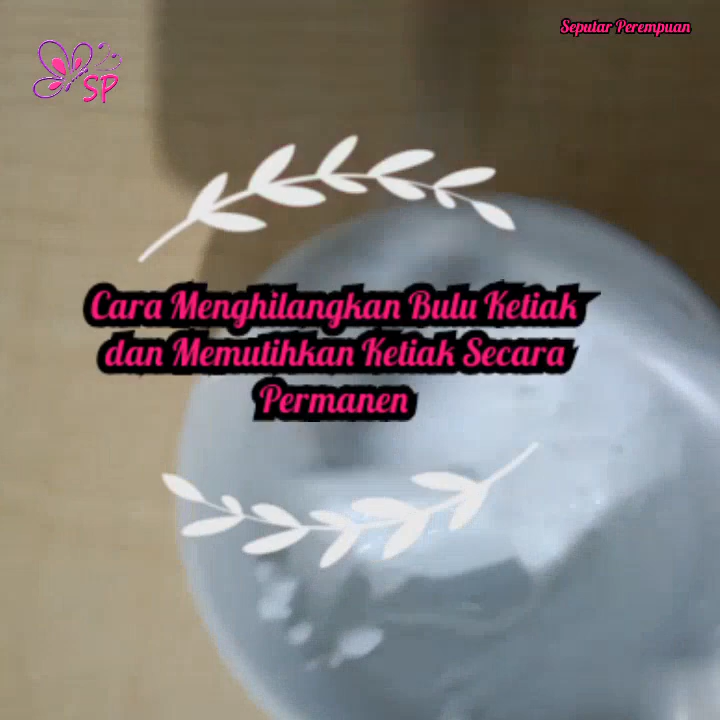 Seputar Perempuan
SP
Cara Menghilangkan Bulu Ketiak
dan Memutihkan Ketiak Secara
Permanen